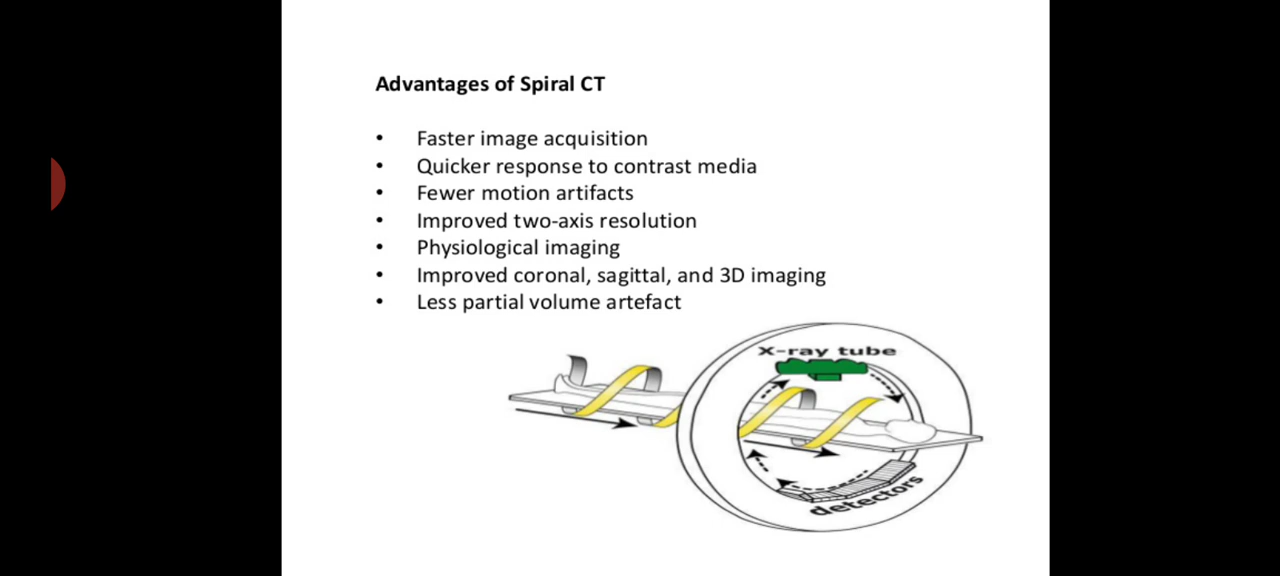 Advantages of Spiral CT
• Faster image acquisition
• Quicker response to contrast media
• Fewer motion artifacts
• Improved two-axis resolution
• Physiological imaging
• Improved coronal, sagittal, and 3D imaging
• Less partial volume artefact
X-ray tube
detectors